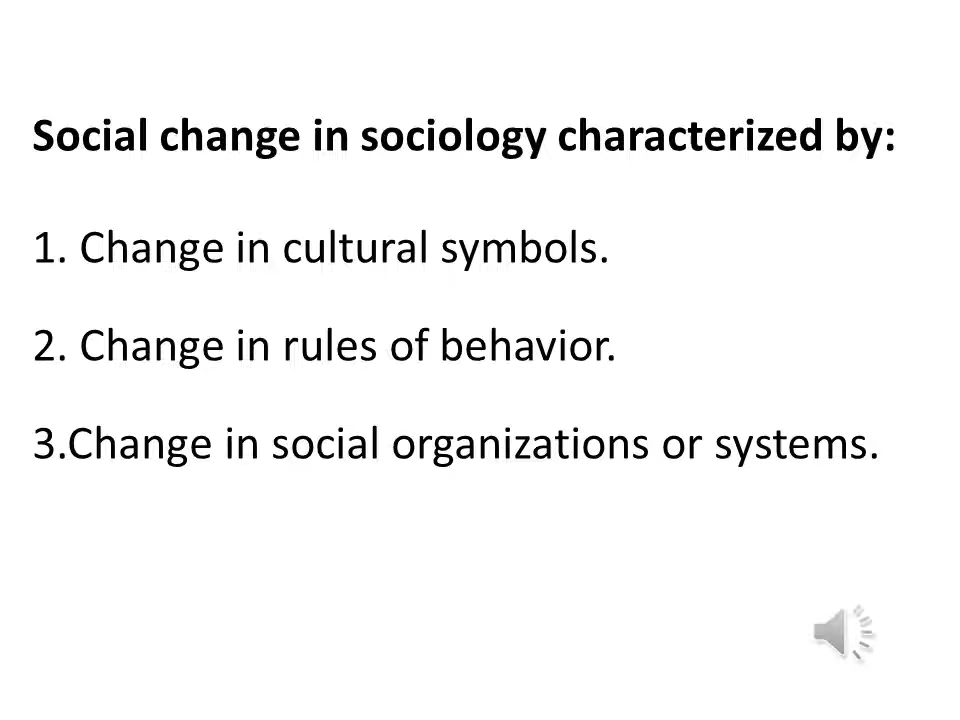 Social change in sociology characterized by:
1. Change in cultural symbols.
2. Change in rules of behavior.
3.Change in social organizations or systems.